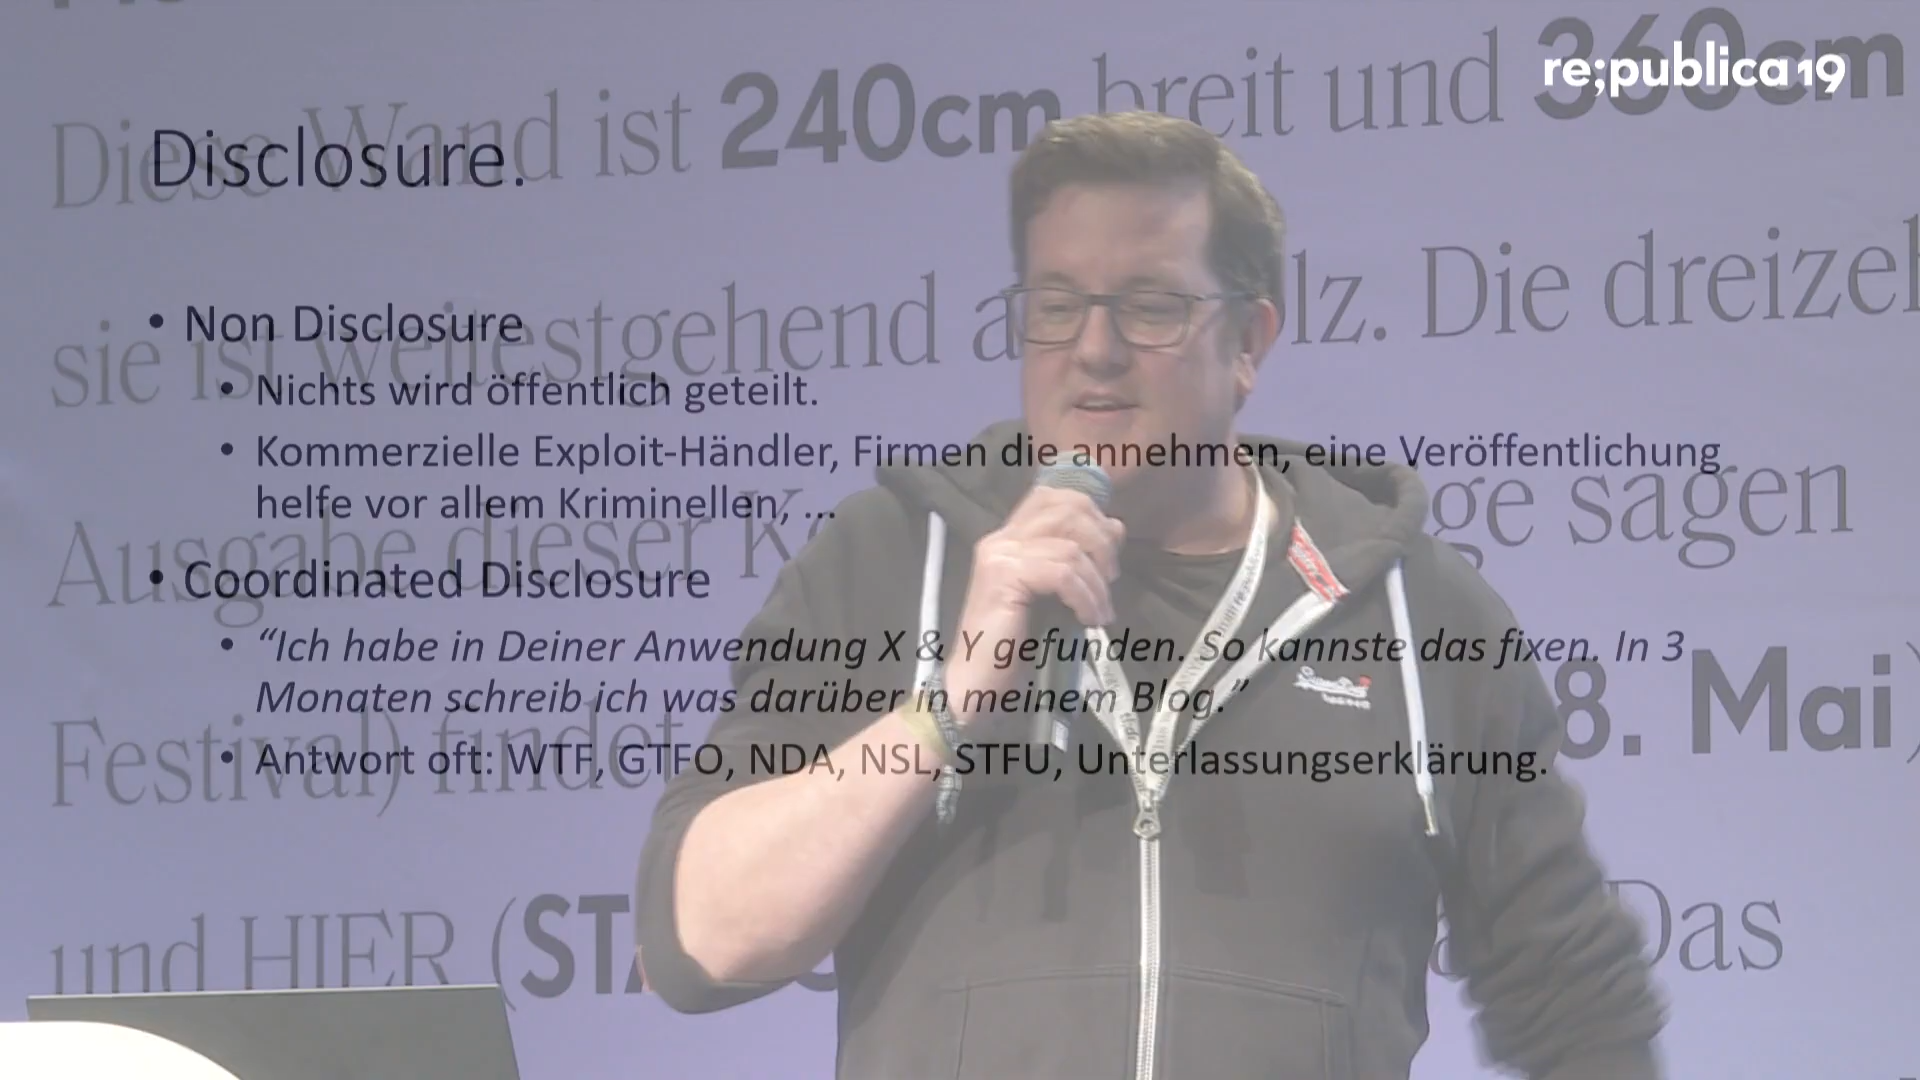 re;publica 19
Disclosure.
• Non Disclosure
• Nichts wird öffentlich geteilt.
• Kommerzielle Exploit-Händler, Firmen die annehmen, eine Veröffentlichung
helfe vor allem Kriminellen, ...
• Coordinated Disclosure
• “Ich habe in Deiner Anwendung X & Y gefunden. So kannste das fixen. In 3
Monaten schreib ich was darüber in meinem Blog.”
• Antwort oft: WTF, GTFO, NDA, NSL, STFU, Unterlassungserklärung.
Diese Wand ist 240cm breit und 360cm
sie ist weitestgehend lz. Die dreizeh
Ausgabe dieser ge sagen
Festival) findet 8. Mai)
und HIER (STA Das